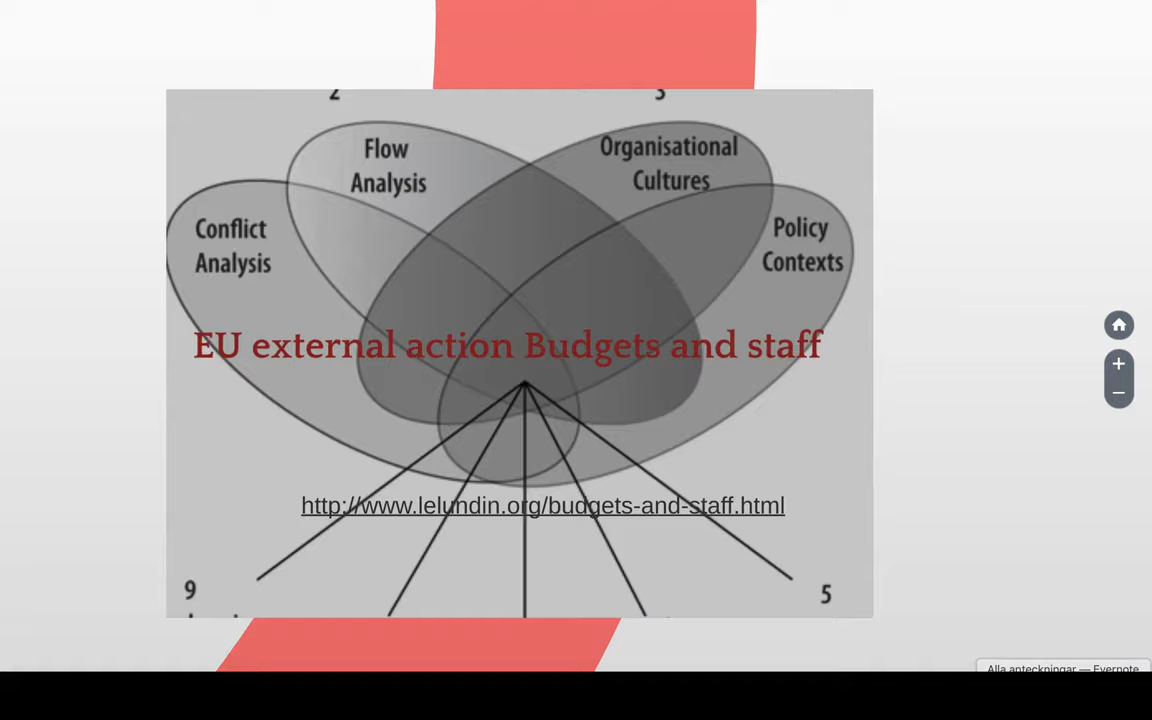 2
3
Flow
Analysis
Organisational
Cultures
Conflict
Analysis
Policy
Contexts
EU external action Budgets and staff
http://www.lelundin.org/budgets-and-staff.html
9
5
Alla anteckningar — Evernote